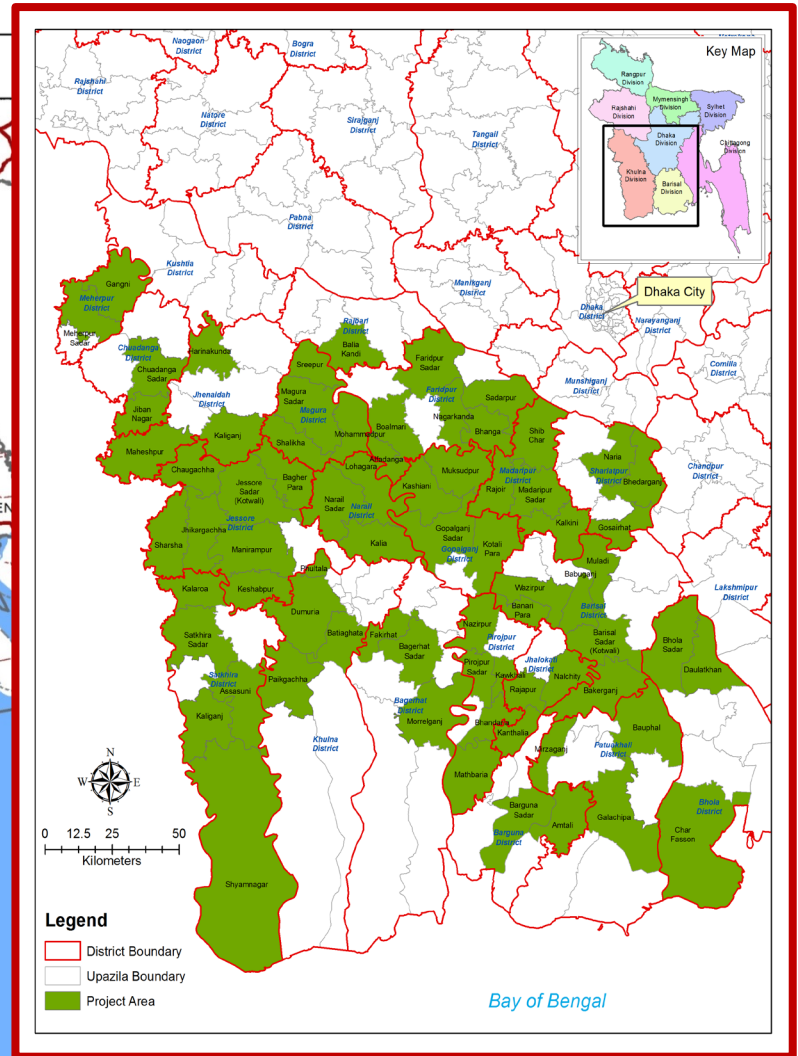 Naogaon
District
Bogra
District
Key Map
Rangpur
Division
Rajshahi
Division
Mymensingh
Division
Sylhet
Division
Dhaka
Division
Chittagong
Division
Khulna
Division
Barisal
Division
Rajshahi
District
Natore
District
Sirajganj
District
Tangail
District
Pabna
District
Kushtia
District
Manikganj
District
Dhaka City
Dhaka
District
Narayanganj
District
Gangni
Meherpur
District
Meherpur
Sadar
Chuadanga
District
Chuadanga
Sadar
Harinakunda
Rajbari
District
Balia
Kandi
Faridpur
Sadar
Comilla
District
Munshiganj
District
Sreepur
Jhenaidah
District
Magura
Sadar
Magura
District
Faridpur
District
Sadarpur
Jiban
Nagar
Kaliganj
Shalikha
Mohammadpur
Boalmari
Nagarkanda
Bhanga
Shib
Char
Maheshpur
Chaugachha
Alfadanga
Lohagara
Naria
Shariatpur
District
Bhedarganj
Chandpur
District
Jessore
Sadar
(Kotwali)
Bagher
Para
Kashiani
Muksudpur
Madaripur
District
Rajoir
Madaripur
Sadar
Narail
Sadar
Narail
District
Jessore
District
Jhikargachha
Sharsha
Manirampur
Kalia
Gopalganj
Sadar
Gopalganj
District
Kotali
Para
Kalkini
Gosairhat
Phultala
Muladi
Babuganj
Kalaroa
Keshabpur
Wazirpur
Banari
Para
Barisal
District
Lakshmipur
District
Dumuria
Satkhira
Sadar
Batiaghata
Fakirhat
Bagerhat
Sadar
Nazirpur
Pirojpur
District
Barisal
Sadar
(Kotwali)
Bhola
Sadar
Pirojpur
Sadar
Jhalokati
District
Daulatkhan
Satkhira
District
Assasuni
Paikgachha
Kawkhali
Rajapur
Nalchity
Bakerganj
Bagerhat
District
Kaliganj
Morrelganj
Bhandaria
Kanthalia
Khulna
District
Mirzaganj
Patuakhali
District
Bauphal
Mathbaria
N
W
E
S
Barguna
Sadar
Barguna
District
Amtali
Galachipa
Bhola
District
Char
Fasson
0 12.5 25 50
Kilometers
Shyamnagar
Legend
District Boundary
Upazila Boundary
Project Area
Bay of Bengal